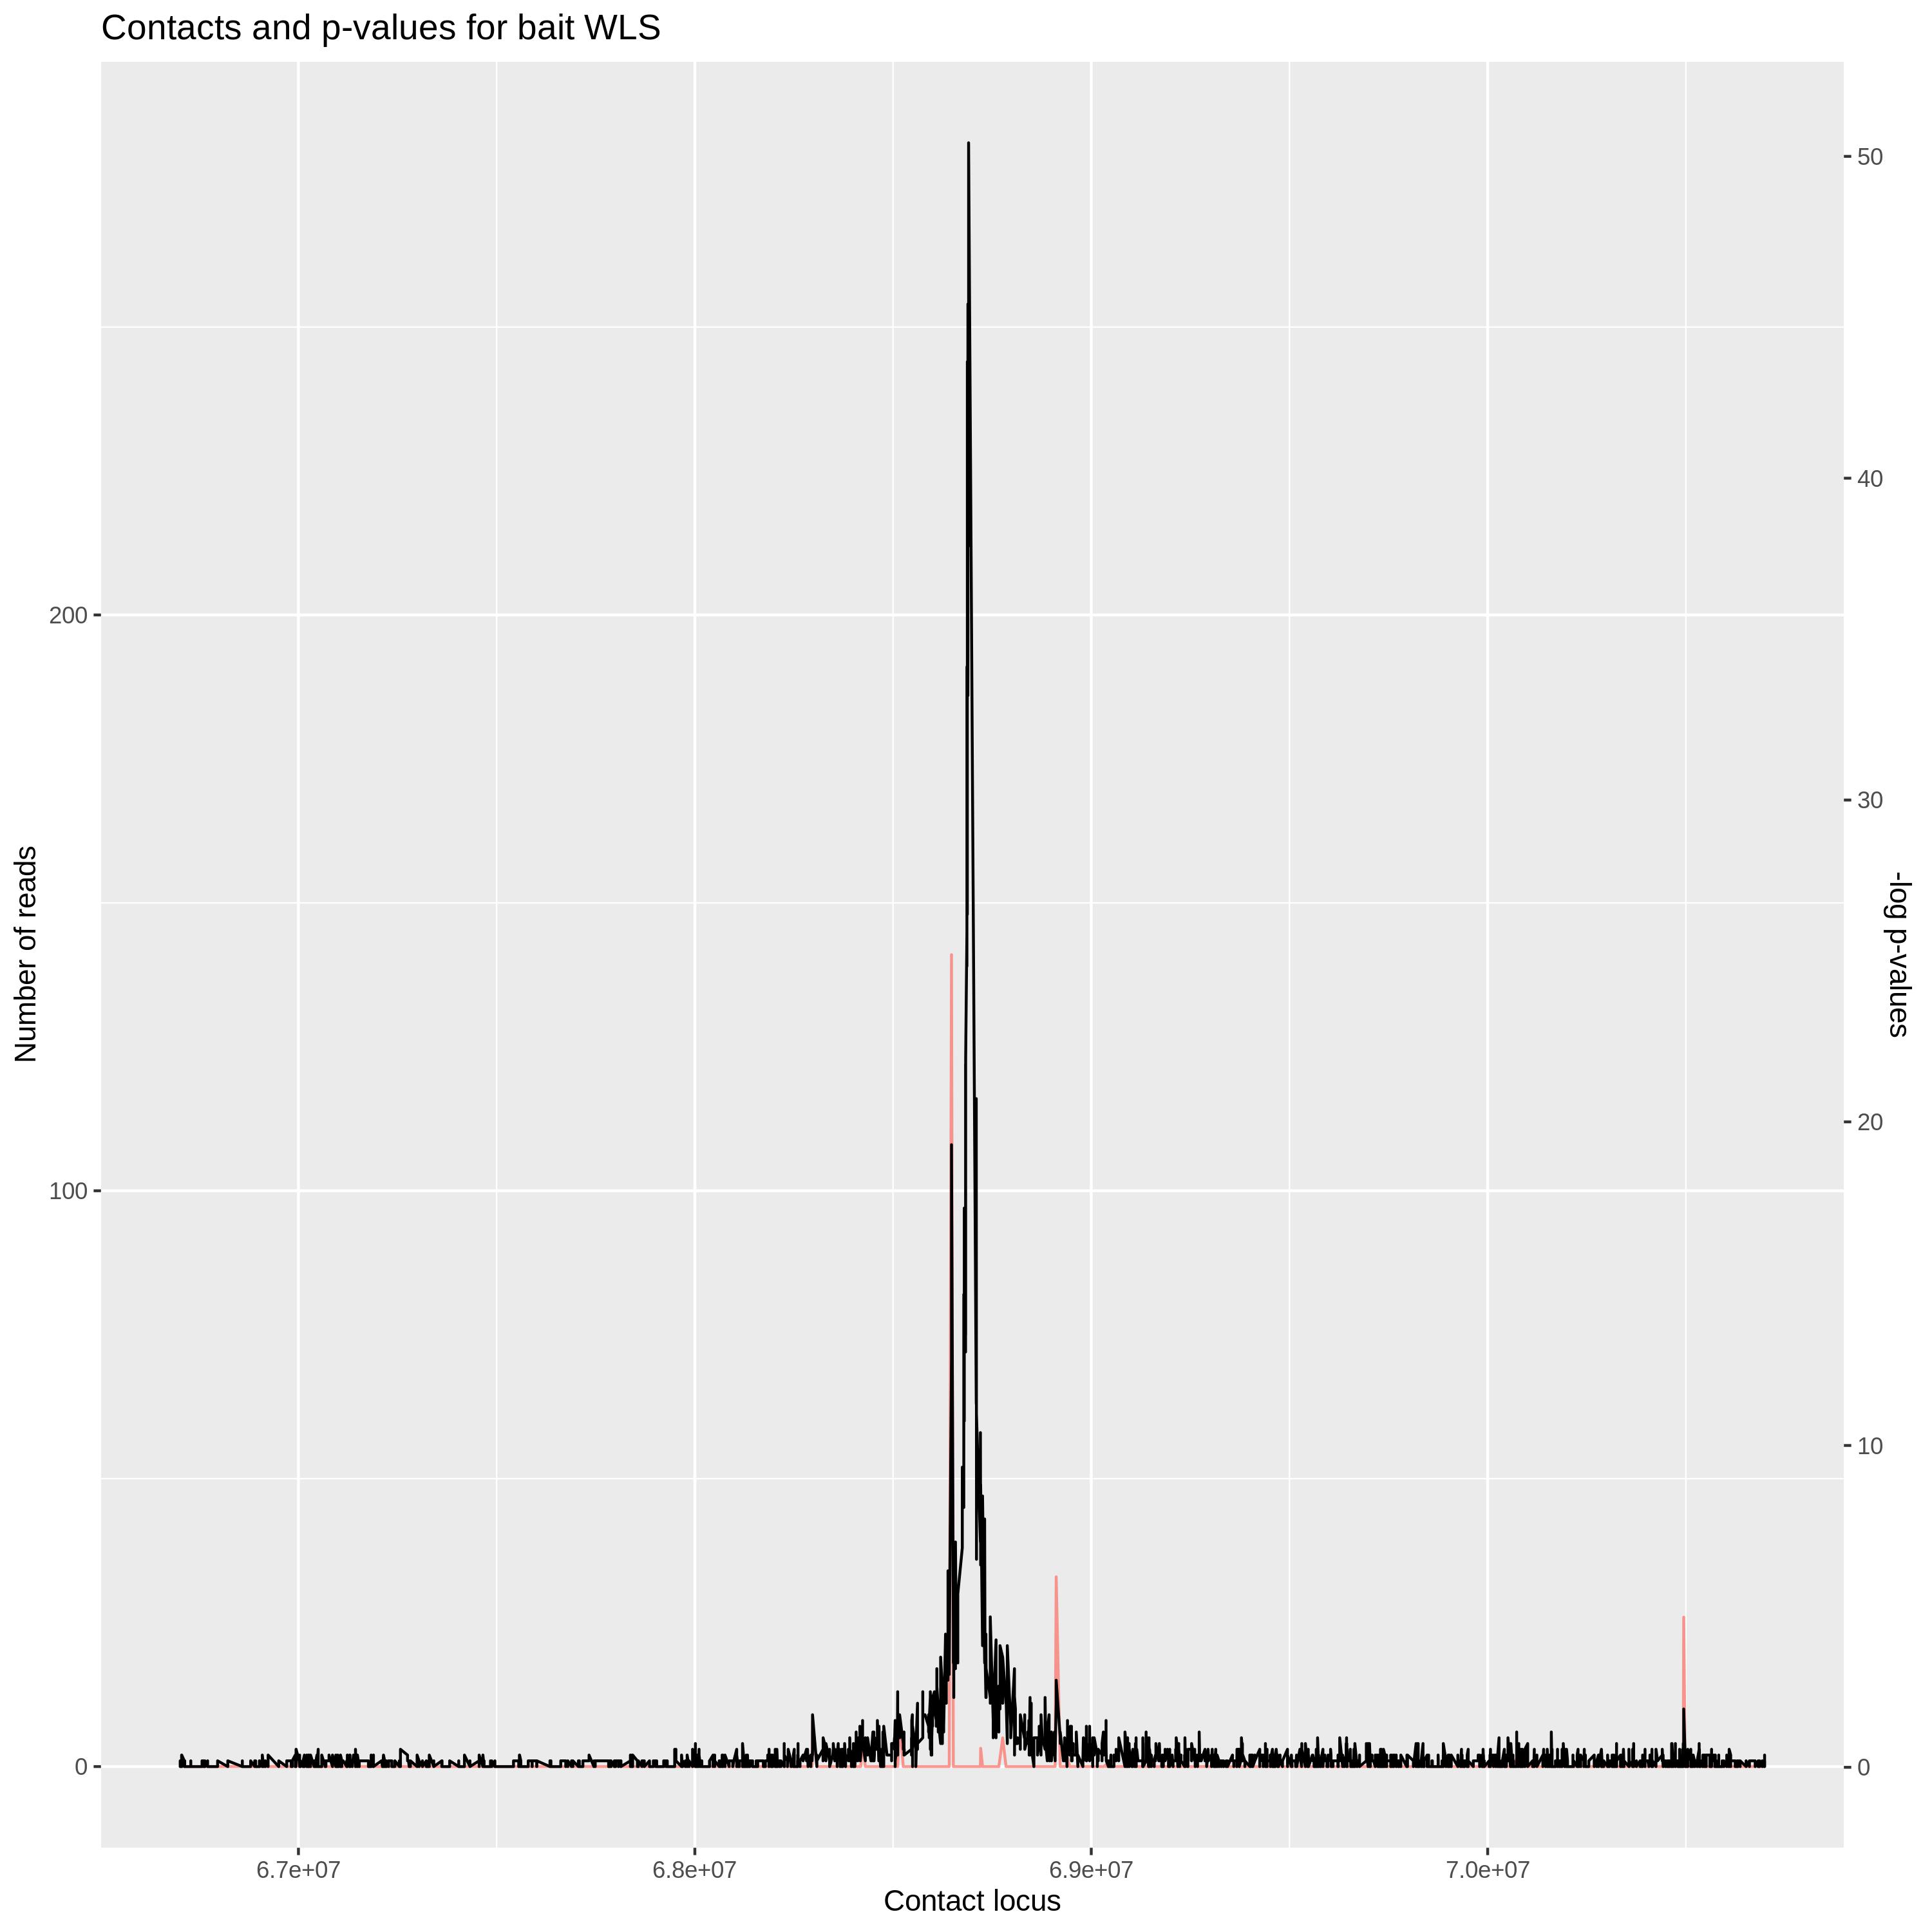 Contacts and p-values for bait WLS
Number of reads
200
100
0
50
40
30
20
10
0
-log p-values
6.7e+07
6.8e+07
6.9e+07
7.0e+07
Contact locus